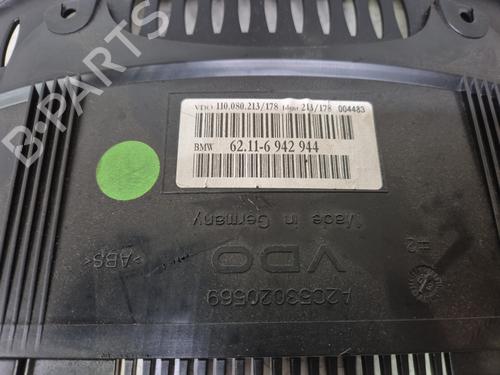 B-PARTS
VDO 110.080.213/178 Idnr 213/178 004483
BMW 62.11-6 942 944
Made in Germany
VDO
A2C53020569
>ABS<
#2